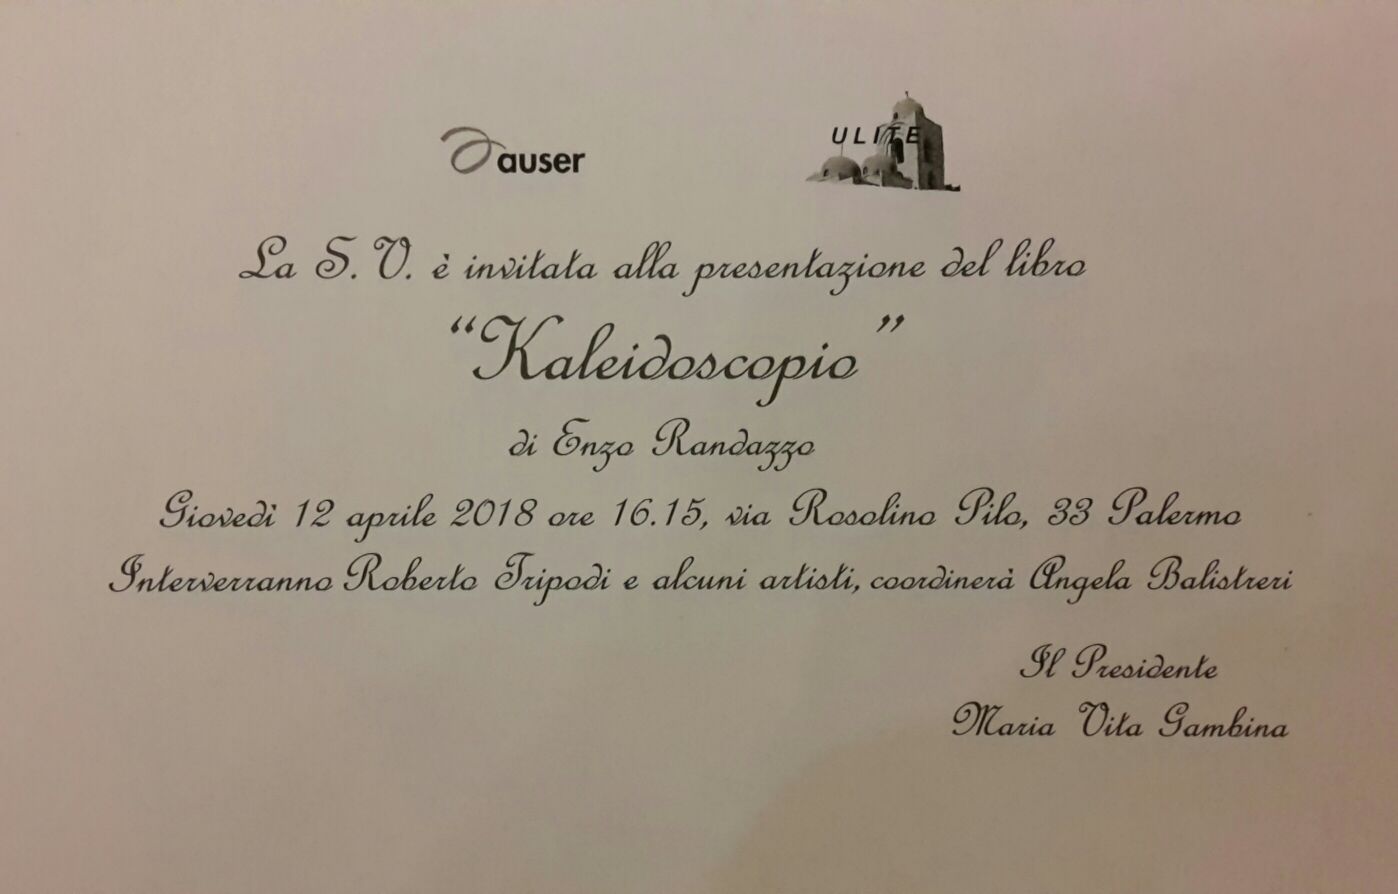 auser
ULITE
La S. V. è invitata alla presentazione del libro
“Kaleidoscopio”
di Enzo Randazzo
Giovedì 12 aprile 2018 ore 16.15, via Rosolino Pilo, 33 Palermo
Interverranno Roberto Tripodi e alcuni artisti, coordinerà Angela Balistreri
Il Presidente
Maria Vita Gambina